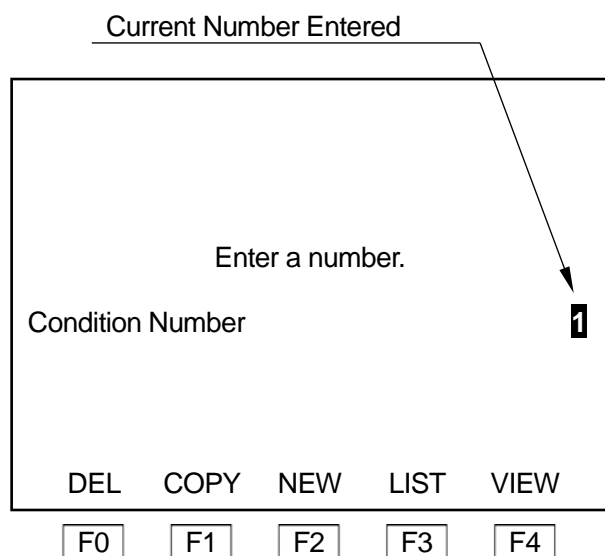 Current Number Entered
Enter a number.
Condition Number 1
DEL COPY NEW LIST VIEW
F0 F1 F2 F3 F4